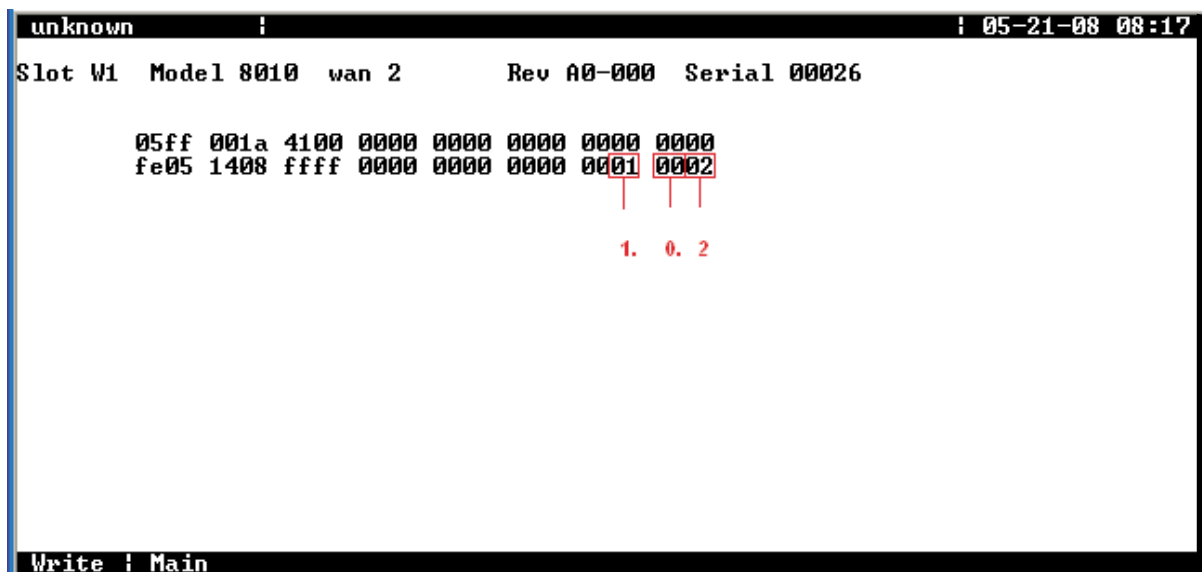 unknown ¦ ¦ 05-21-08 08:17
Slot W1 Model 8010 wan 2 Rev A0-000 Serial 00026
05ff 001a 4100 0000 0000 0000 0000 0000
fe05 1408 ffff 0000 0000 0000 0001 0002
1. 0. 2
Write ¦ Main